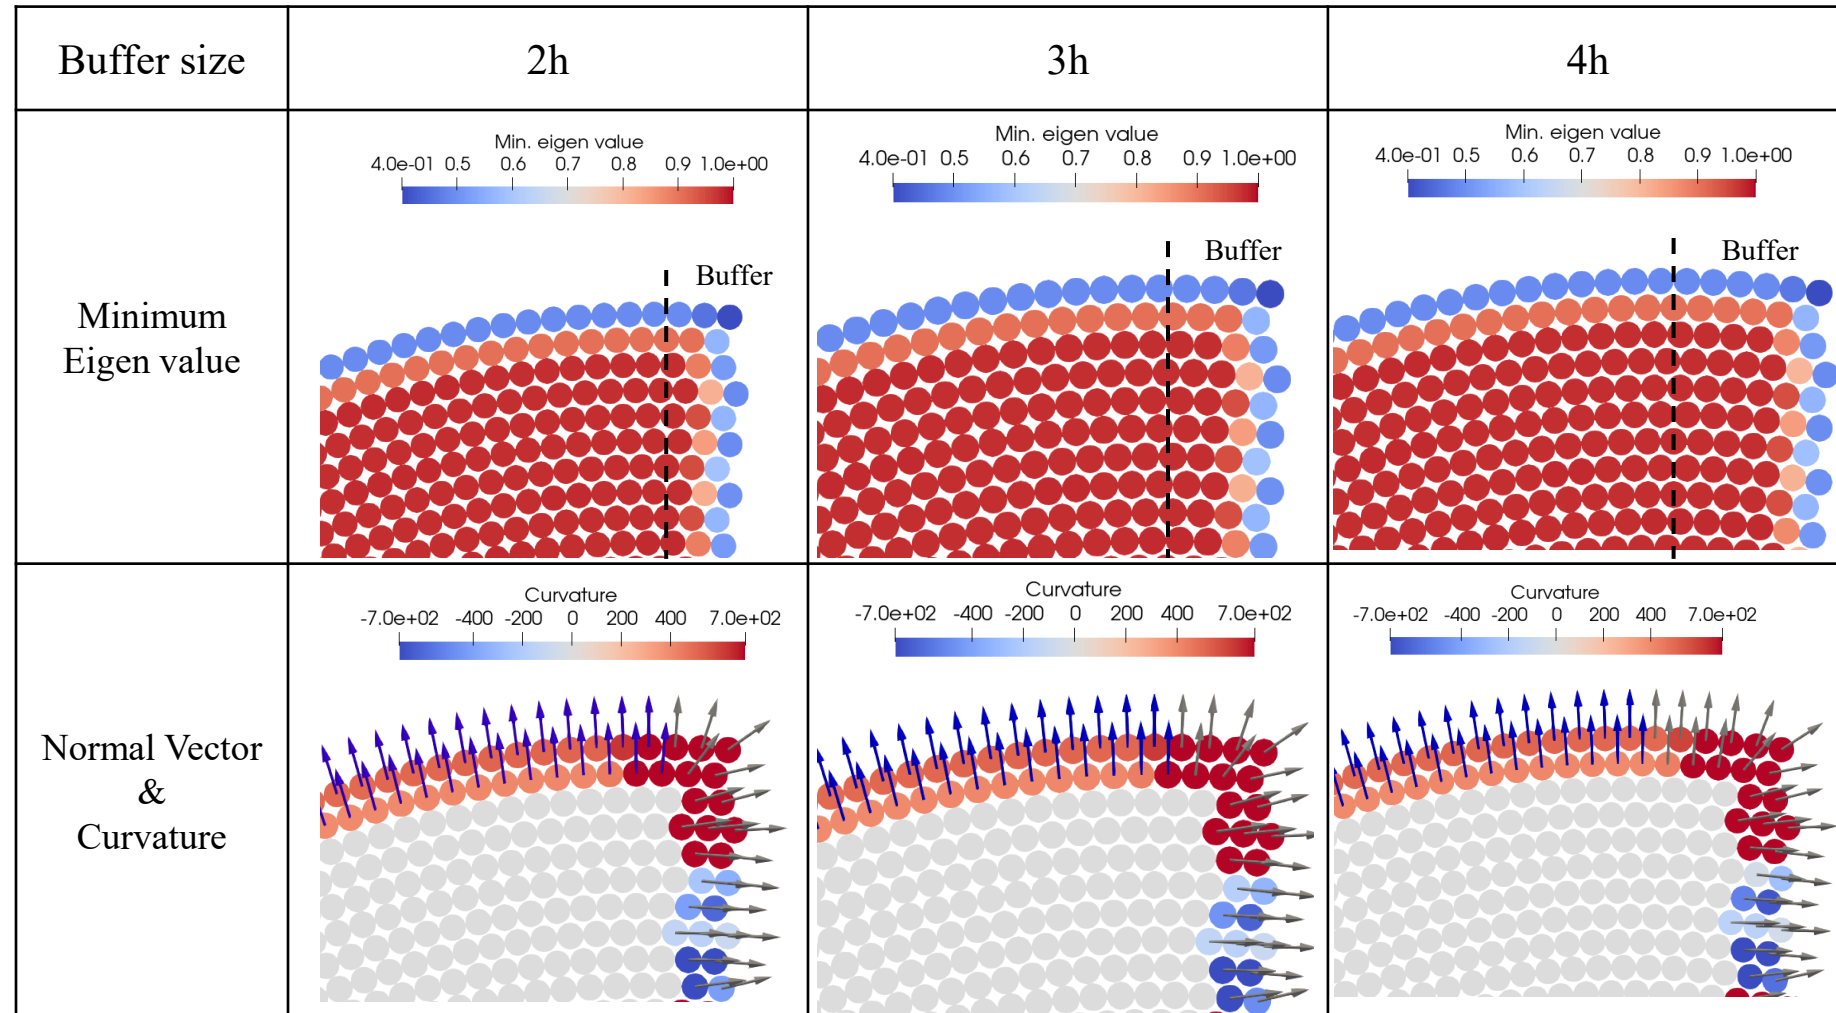 Buffer size 2h 3h 4h
Minimum
Eigen value
Min. eigen value
4.0e-01 0.5 0.6 0.7 0.8 0.9 1.0e+00
Buffer
Min. eigen value
4.0e-01 0.5 0.6 0.7 0.8 0.9 1.0e+00
Buffer
Min. eigen value
4.0e-01 0.5 0.6 0.7 0.8 0.9 1.0e+00
Buffer
Normal Vector
&
Curvature
Curvature
-7.0e+02 -400 -200 0 200 400 7.0e+02
Curvature
-7.0e+02 -400 -200 0 200 400 7.0e+02
Curvature
-7.0e+02 -400 -200 0 200 400 7.0e+02